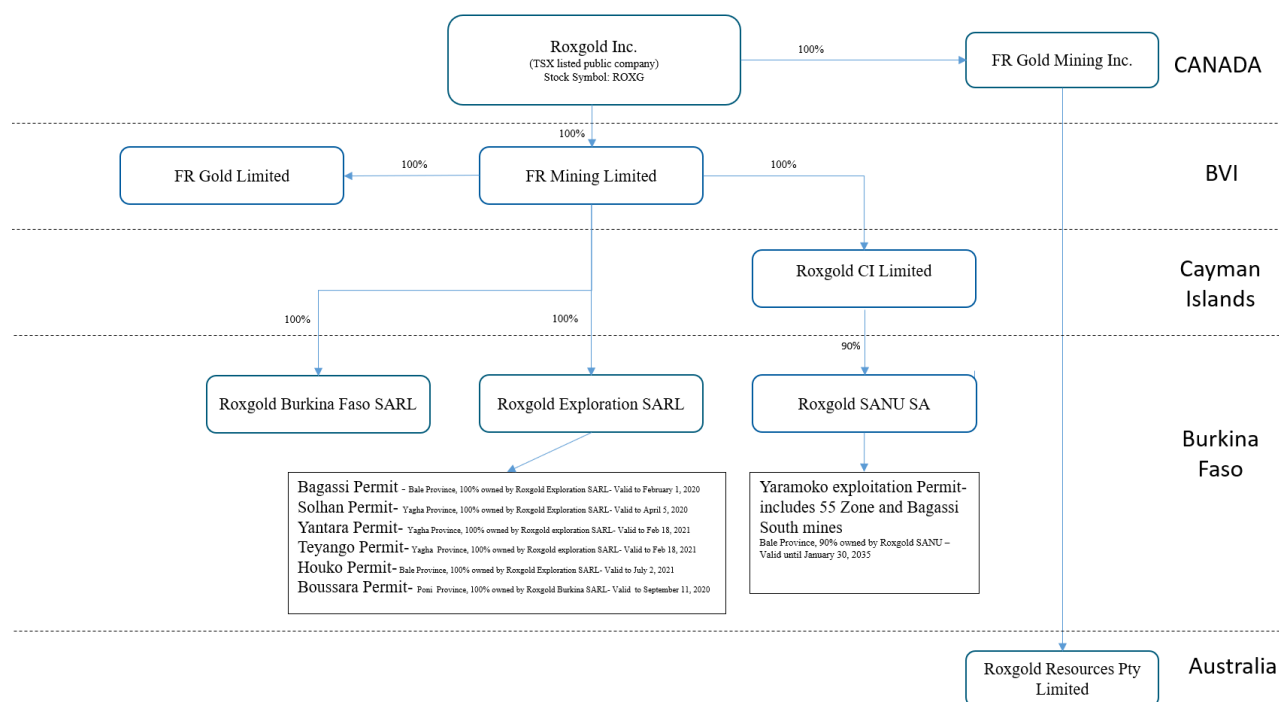 Roxgold Inc.
(TSX listed public company)
Stock Symbol: ROXG
100%
FR Gold Mining Inc.
CANADA
100%
FR Gold Limited
100%
FR Mining Limited
100%
BVI
Roxgold CI Limited
Cayman
Islands
100%
100%
90%
Roxgold Burkina Faso SARL
Roxgold Exploration SARL
Roxgold SANU SA
Burkina
Faso
Bagassi Permit - Bale Province, 100% owned by Roxgold Exploration SARL- Valid to February 1, 2020
Solhan Permit- Yagha Province, 100% owned by Roxgold Exploration SARL- Valid to April 5, 2020
Yantara Permit- Yagha Province, 100% owned by Roxgold exploration SARL- Valid to Feb 18, 2021
Teyango Permit- Yagha Province, 100% owned by Roxgold exploration SARL- Valid to Feb 18, 2021
Houko Permit- Bale Province, 100% owned by Roxgold Exploration SARL- Valid to July 2, 2021
Boussara Permit- Poni Province, 100% owned by Roxgold Burkina SARL- Valid to September 11, 2020
Yaramoko exploitation Permit-
includes 55 Zone and Bagassi
South mines
Bale Province, 90% owned by Roxgold SANU –
Valid until January 30, 2035
Roxgold Resources Pty
Limited
Australia